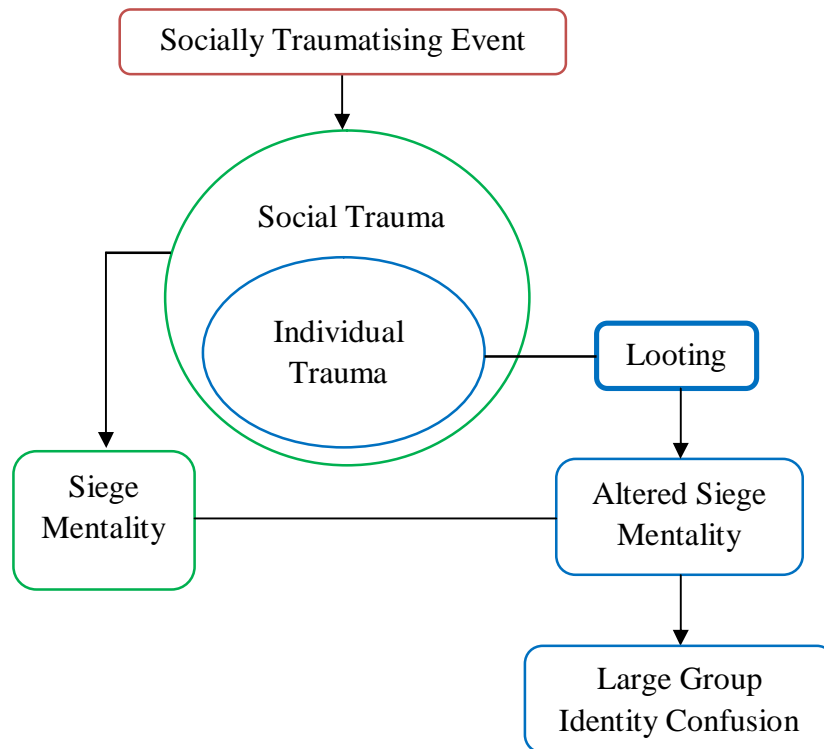 Socially Traumatising Event
Social Trauma
Individual
Trauma
Looting
Siege
Mentality
Altered Siege
Mentality
Large Group
Identity Confusion